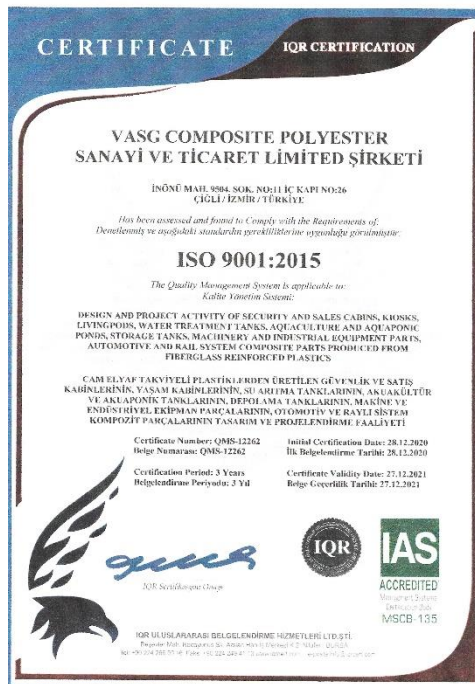 CERTIFICATE
IQR CERTIFICATION
VASG COMPOSITE POLYESTER
SANAYİ VE TİCARET LİMİTED ŞİRKETİ
İNÖNÜ MAH. 9504. SOK. NO:11 İÇ KAPI NO:26
ÇİĞLİ / İZMİR / TÜRKİYE
Has been assessed and found to Comply with the Requirements of:
Denetlenmiş ve aşağıdaki standardın gerekliliklerine uygunluğu görülmüştür:
ISO 9001:2015
The Quality Management System is applicable to:
Kalite Yönetim Sistemi:
DESIGN AND PROJECT ACTIVITY OF SECURITY AND SALES CABINS, KIOSKS,
LIVINGPODS, WATER TREATMENT TANKS, AQUACULTURE AND AQUAPONIC
PONDS, STORAGE TANKS, MACHINERY AND INDUSTRIAL EQUIPMENT PARTS,
AUTOMOTIVE AND RAIL SYSTEM COMPOSITE PARTS PRODUCED FROM
FIBERGLASS REINFORCED PLASTICS
CAM ELYAF TAKVİYELİ PLASTİKLERDEN ÜRETİLEN GÜVENLİK VE SATIŞ
KABİNLERİNİN, YAŞAM KABİNLERİNİN, SU ARITMA TANKLARININ, AKUAKÜLTÜR
VE AKUAPONİK TANKLARININ, DEPOLAMA TANKLARININ, MAKİNE VE
ENDÜSTRİYEL EKİPMAN PARÇALARININ, OTOMOTİV VE RAYLI SİSTEM
KOMPOZİT PARÇALARININ TASARIM VE PROJELENDİRME FAALİYETİ
Certificate Number: QMS-12262
Belge Numarası: QMS-12262
Initial Certification Date: 28.12.2020
İlk Belgelendirme Tarihi: 28.12.2020
Certification Period: 3 Years
Belgelendirme Periyodu: 3 Yıl
Certificate Validity Date: 27.12.2021
Belge Geçerlilik Tarihi: 27.12.2021
IQR
IAS
ACCREDITED
MSCB-135
IQR ULUSLARARASI BELGELENDİRME HİZMETLERİ LTD.ŞTİ.